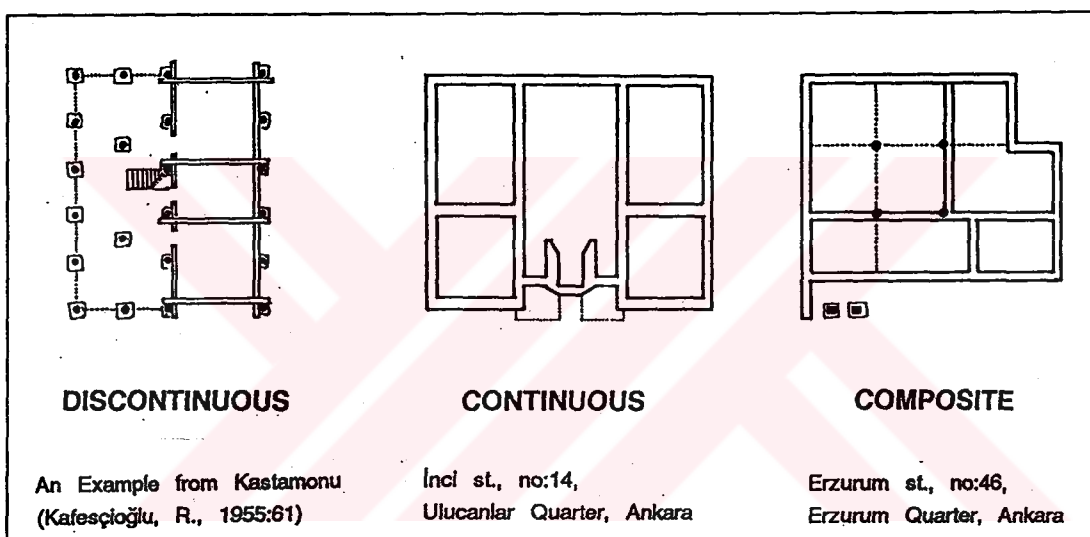 DISCONTINUOUS
An Example from Kastamonu
(Kafesçioğlu, R., 1955:61)
CONTINUOUS
İnci st., no:14,
Ulucanlar Quarter, Ankara
COMPOSITE
Erzurum st., no:46,
Erzurum Quarter, Ankara